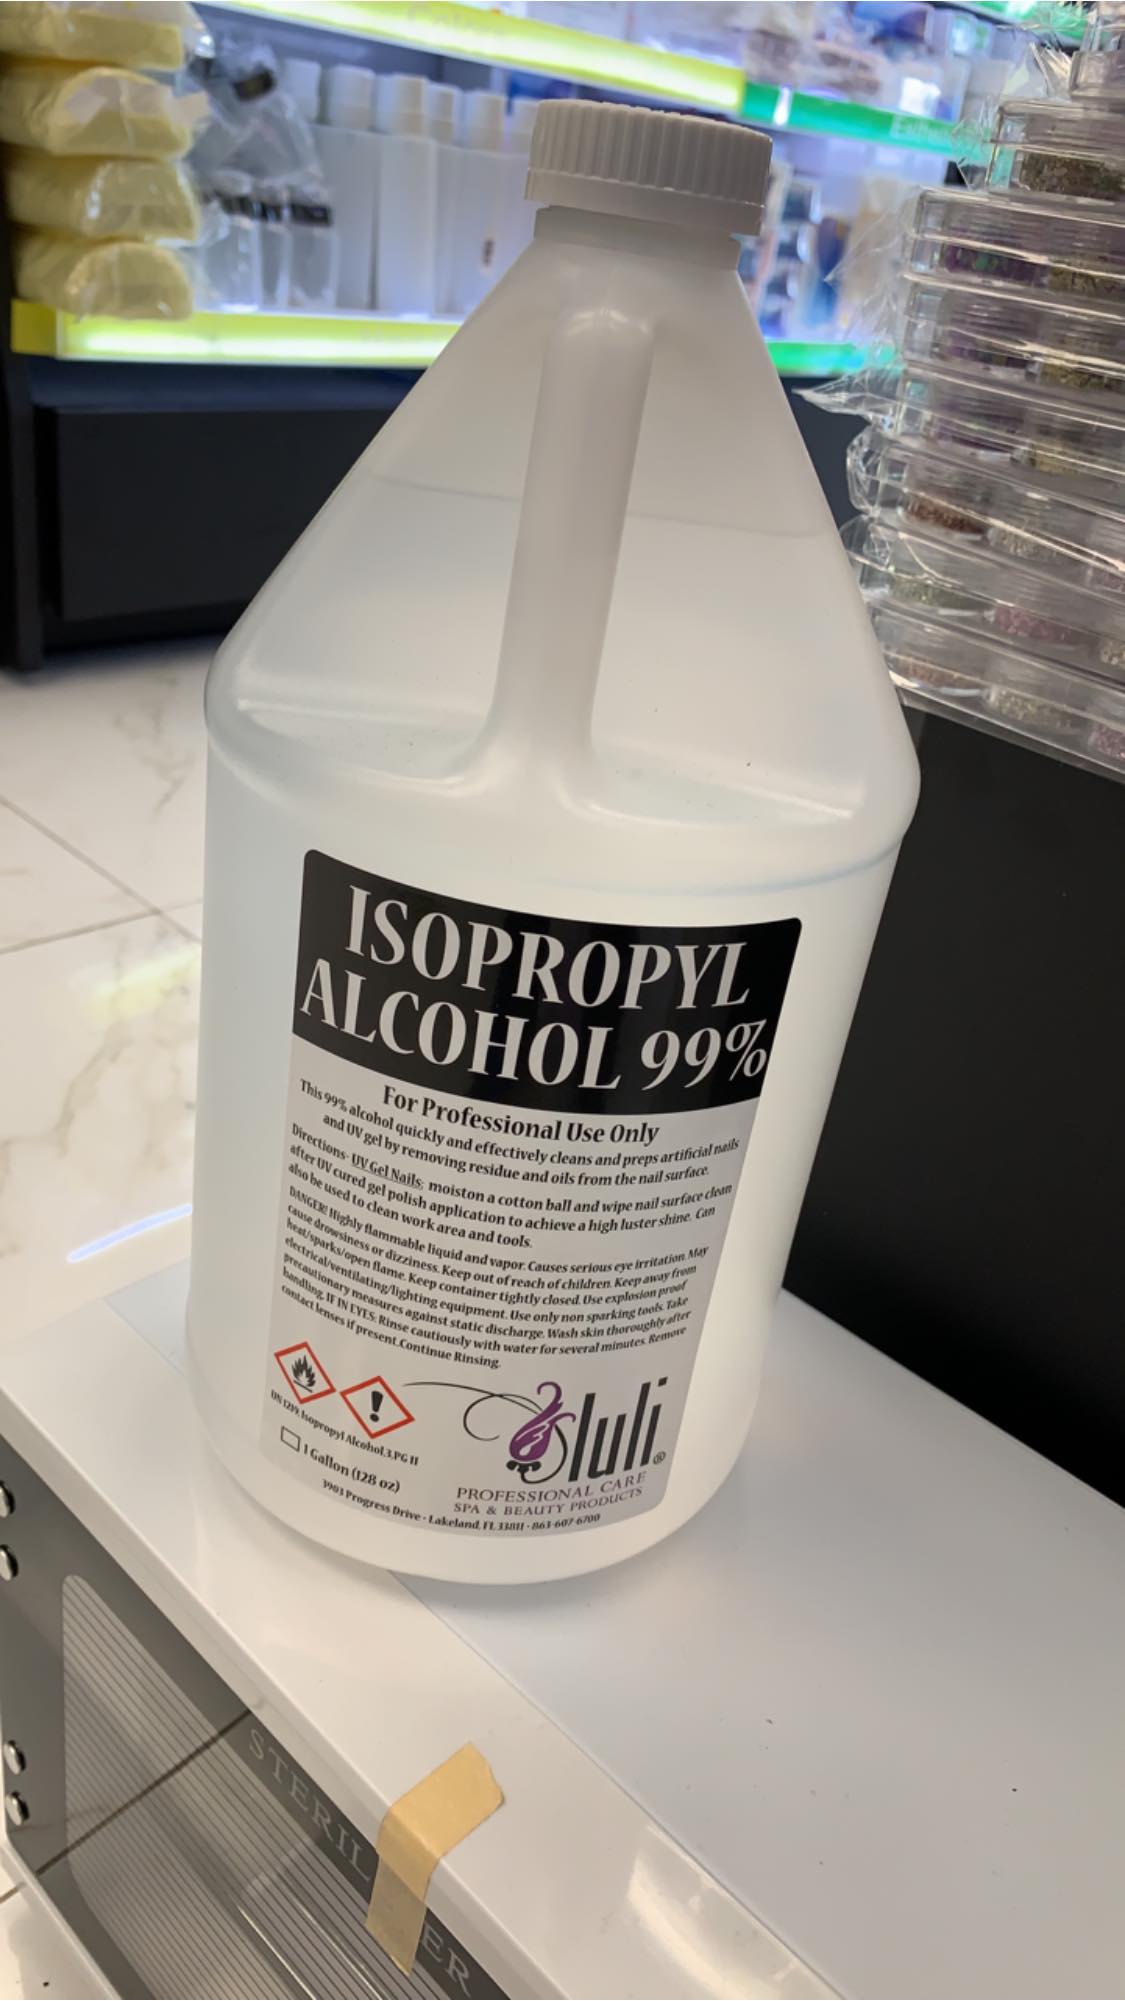 ISOPROPYL
ALCOHOL 99%
For Professional Use Only
This 99% alcohol quickly and effectively cleans and preps artificial nails
and UV gel by removing residue and oils from the nail surface.
Directions- UV Gel Nails; moiston a cotton ball and wipe nail surface clean
after UV cured gel polish application to achieve a high luster shine. Can
also be used to clean work area and tools.
DANGER! Highly flammable liquid and vapor. Causes serious eye irritation. May
cause drowsiness or dizziness. Keep out of reach of children. Keep away from
heat/sparks/open flame. Keep container tightly closed. Use explosion proof
electrical/ventilating/lighting equipment. Use only non sparking tools. Take
precautionary measures against static discharge. Wash skin thoroughly after
handling. IF IN EYES: Rinse cautiously with water for several minutes. Remove
contact lenses if present.Continue Rinsing.
UN 1219, Isopropyl Alcohol,3,PG II
1 Gallon (128 oz)
luli®
PROFESSIONAL CARE
SPA & BEAUTY PRODUCTS
3903 Progress Drive - Lakeland, FL 33811 - 863-607-6700
STERIL ER